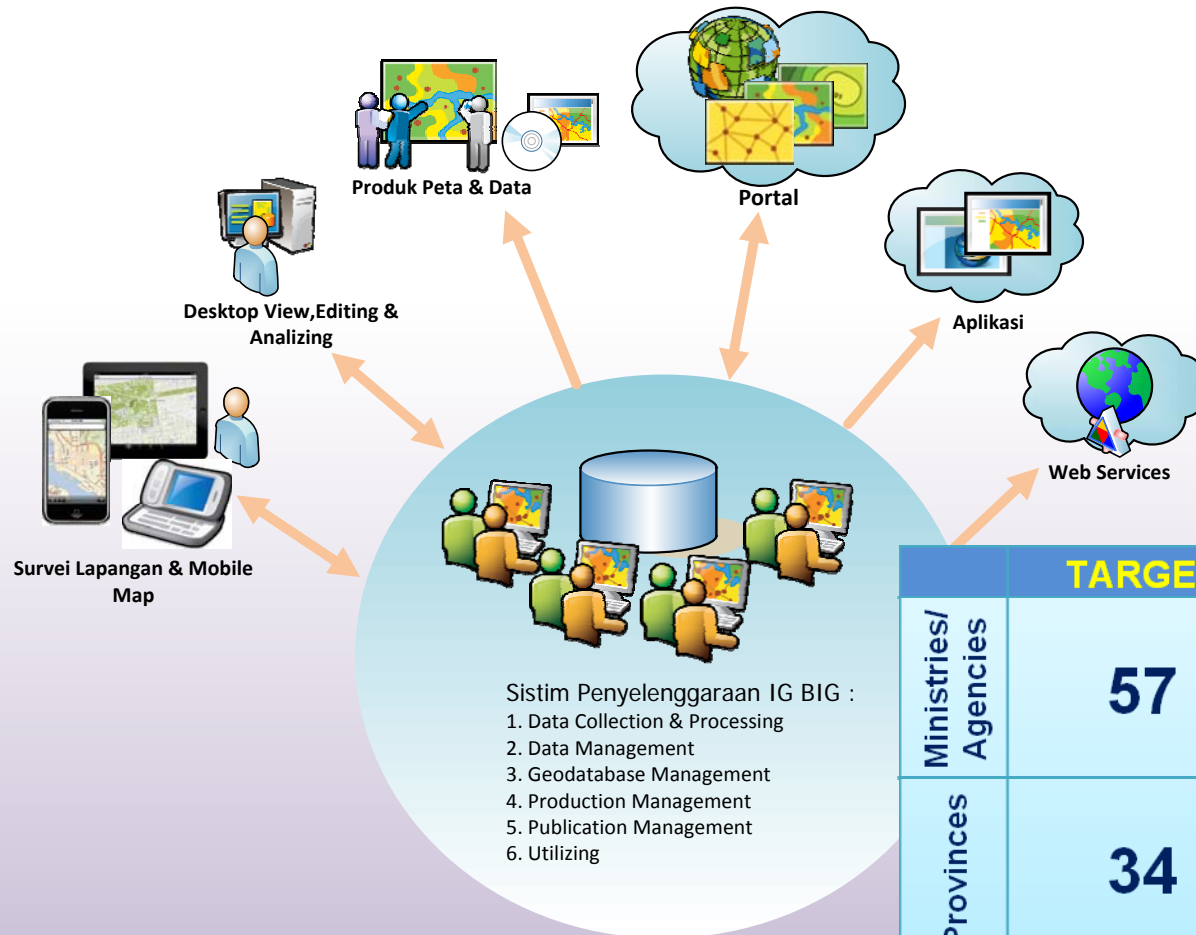 Produk Peta & Data
Portal
Desktop View,Editing &
Analizing
Aplikasi
Web Services
Survei Lapangan & Mobile
Map
Sistim Penyelenggaraan IG BIG :
1. Data Collection & Processing
2. Data Management
3. Geodatabase Management
4. Production Management
5. Publication Management
6. Utilizing
TARGE
Ministries/
Agencies
57
Provinces
34